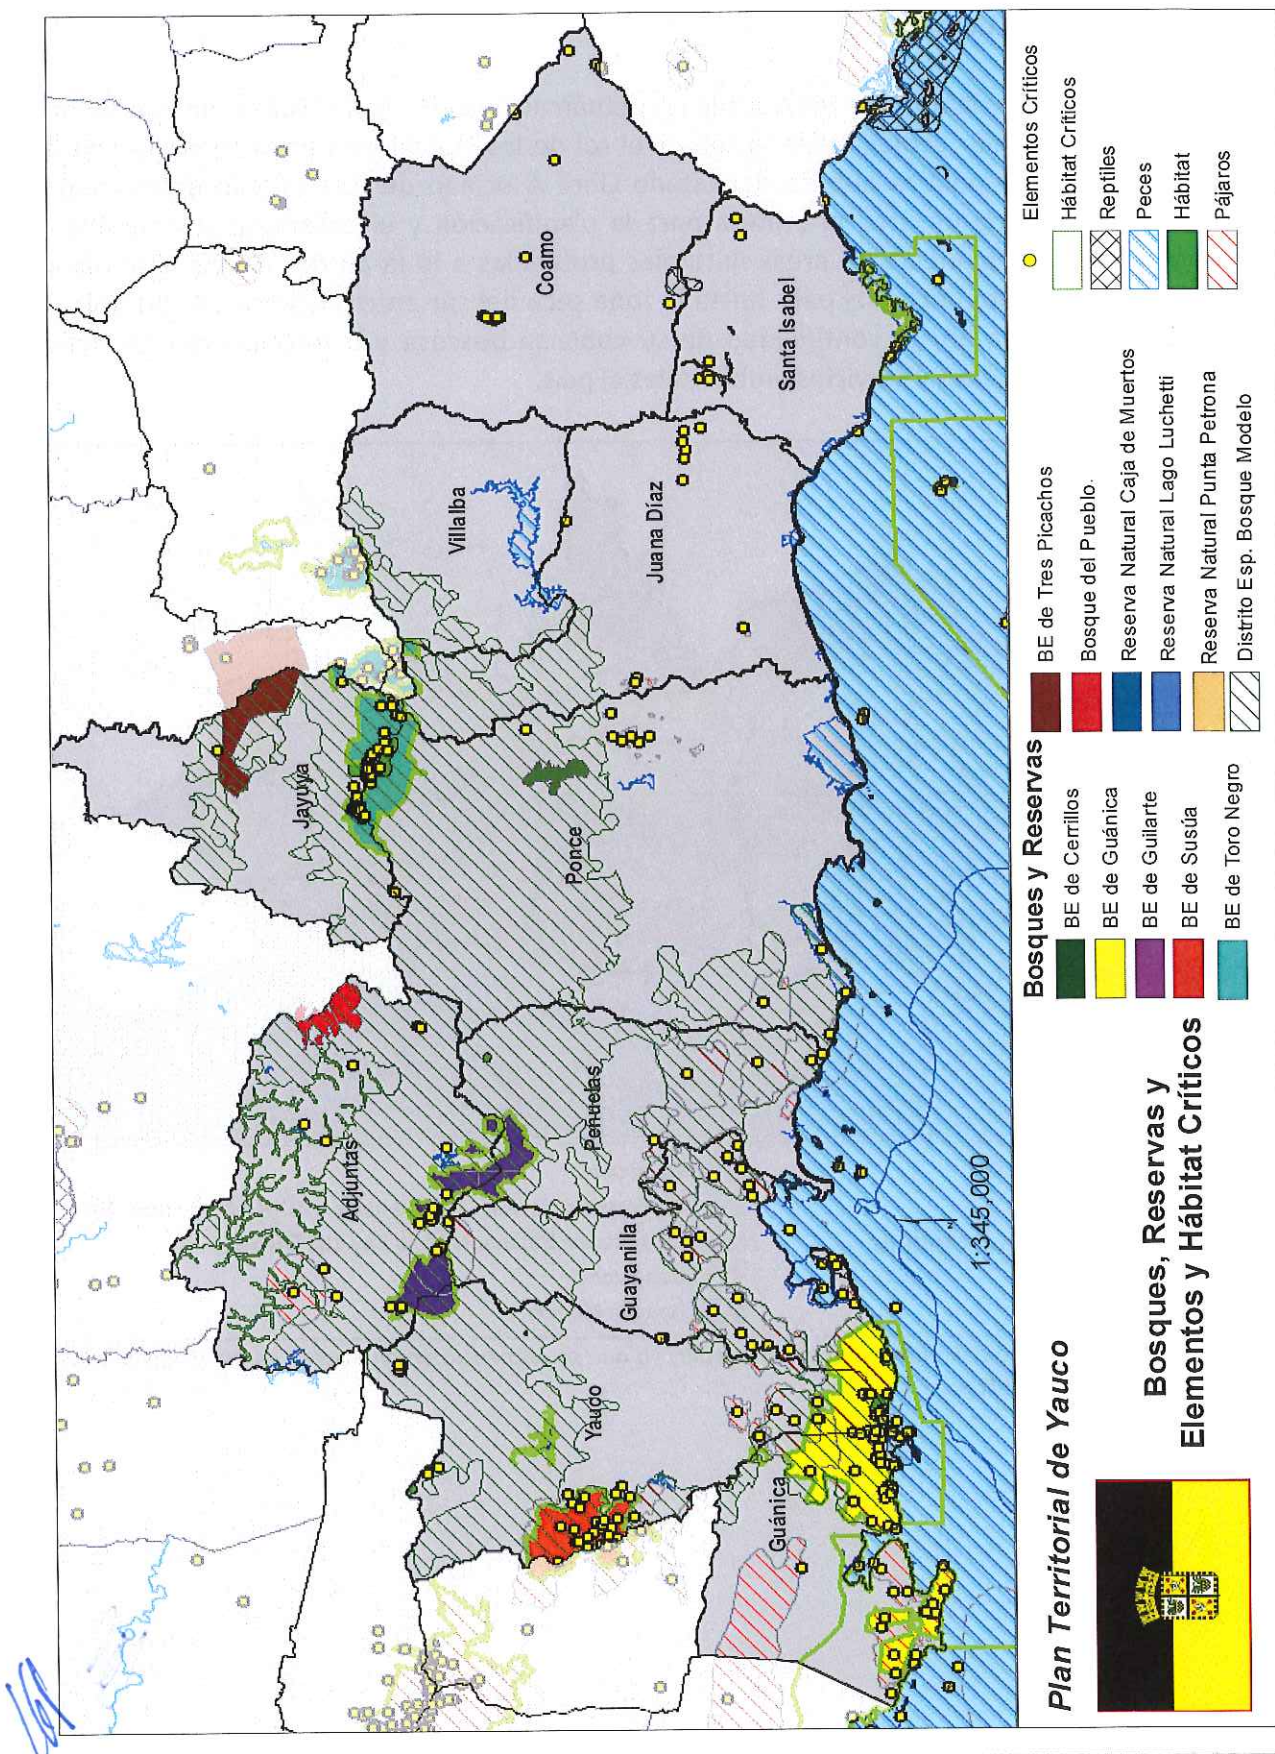 Coamo
Santa Isabel
Villalba
Juana Díaz
Jayuya
Ponce
Adjuntas
Peñuelas
Guayanilla
Yauco
Guánica
1:345,000
Plan Territorial de Yauco
Bosques, Reservas y
Elementos y Hábitat Críticos
Bosques y Reservas
BE de Cerrillos
BE de Guánica
BE de Guilarte
BE de Susúa
BE de Toro Negro
BE de Tres Picachos
Bosque del Pueblo.
Reserva Natural Caja de Muertos
Reserva Natural Lago Luchetti
Reserva Natural Punta Petrona
Distrito Esp. Bosque Modelo
Elementos Críticos
Hábitat Críticos
Reptiles
Peces
Hábitat
Pájaros